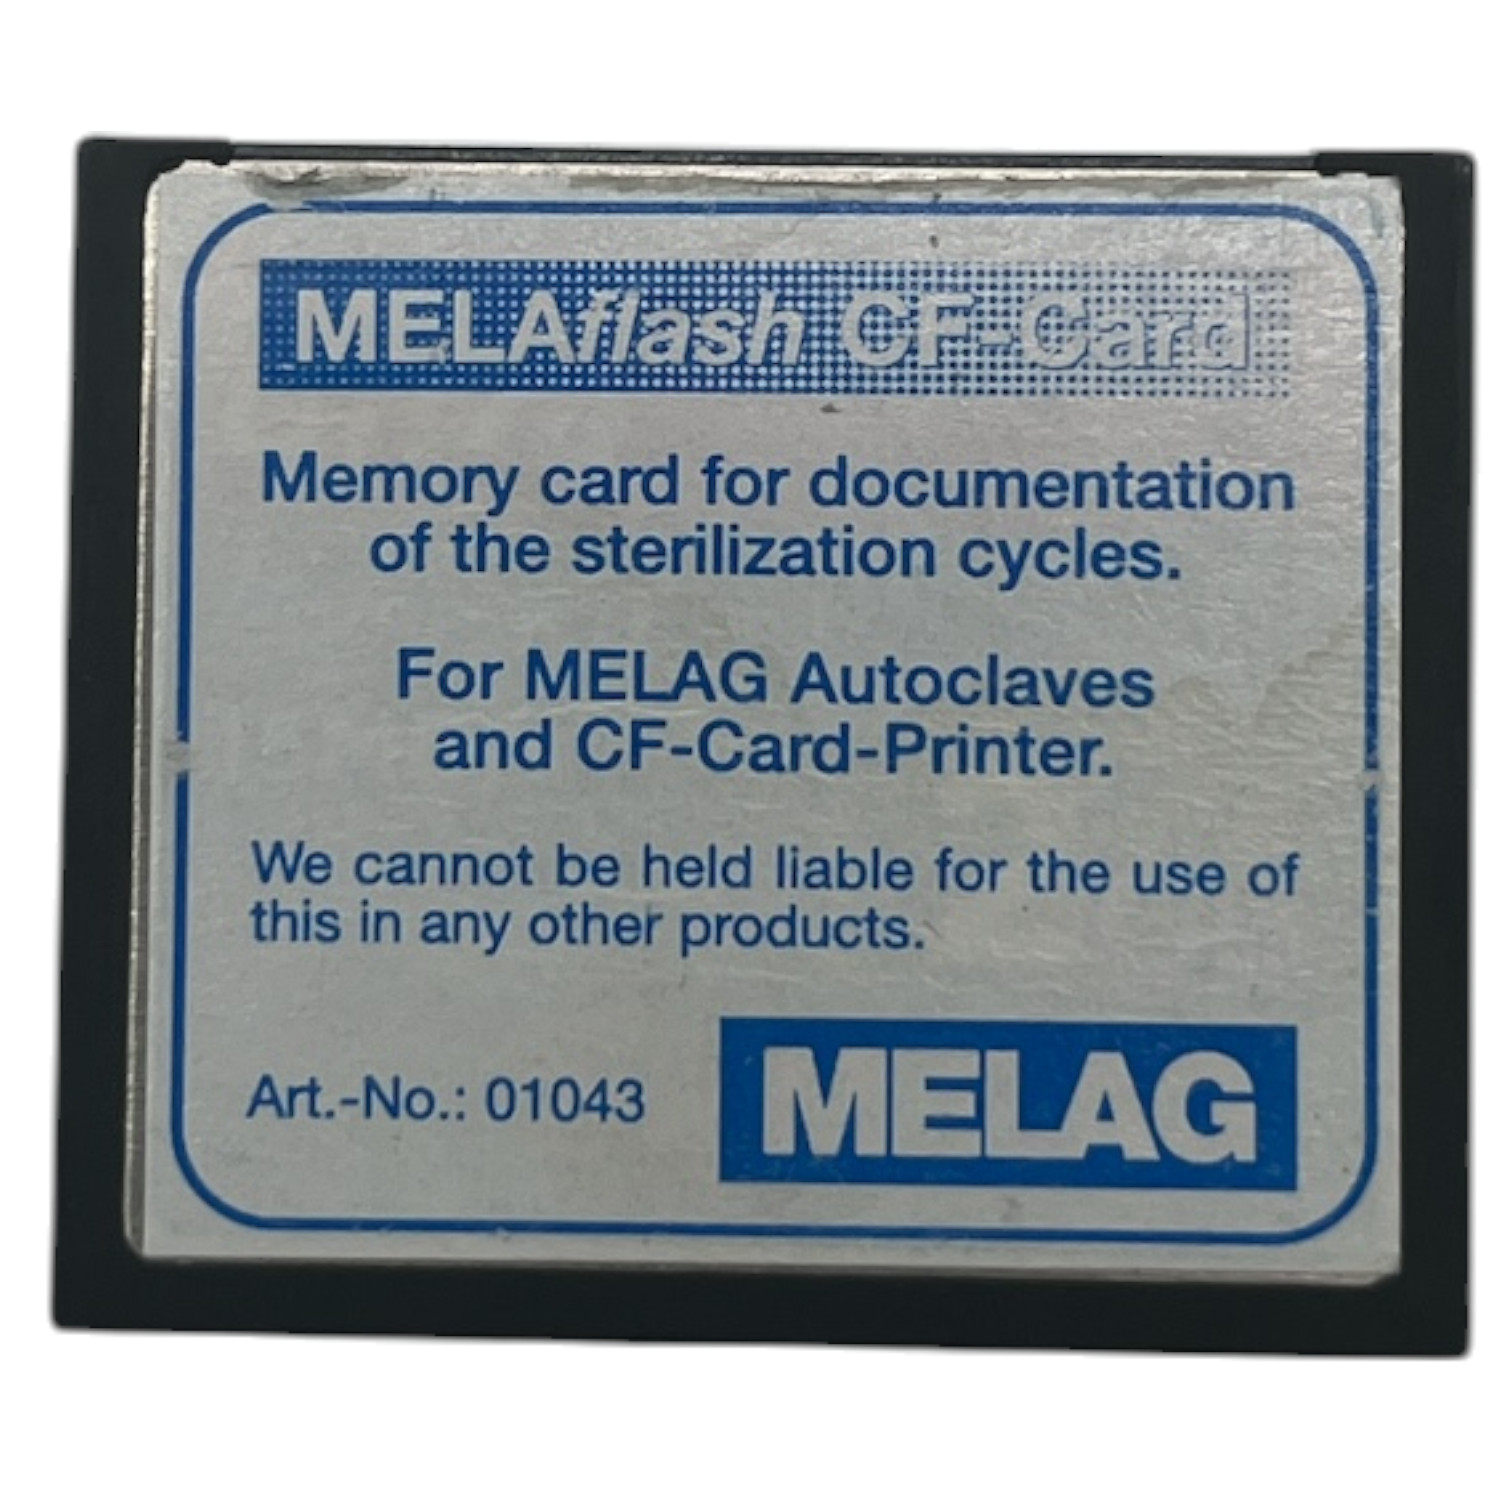 MELAflash CF-Card
Memory card for documentation
of the sterilization cycles.
For MELAG Autoclaves
and CF-Card-Printer.
We cannot be held liable for the use of
this in any other products.
Art.-No.: 01043
MELAG